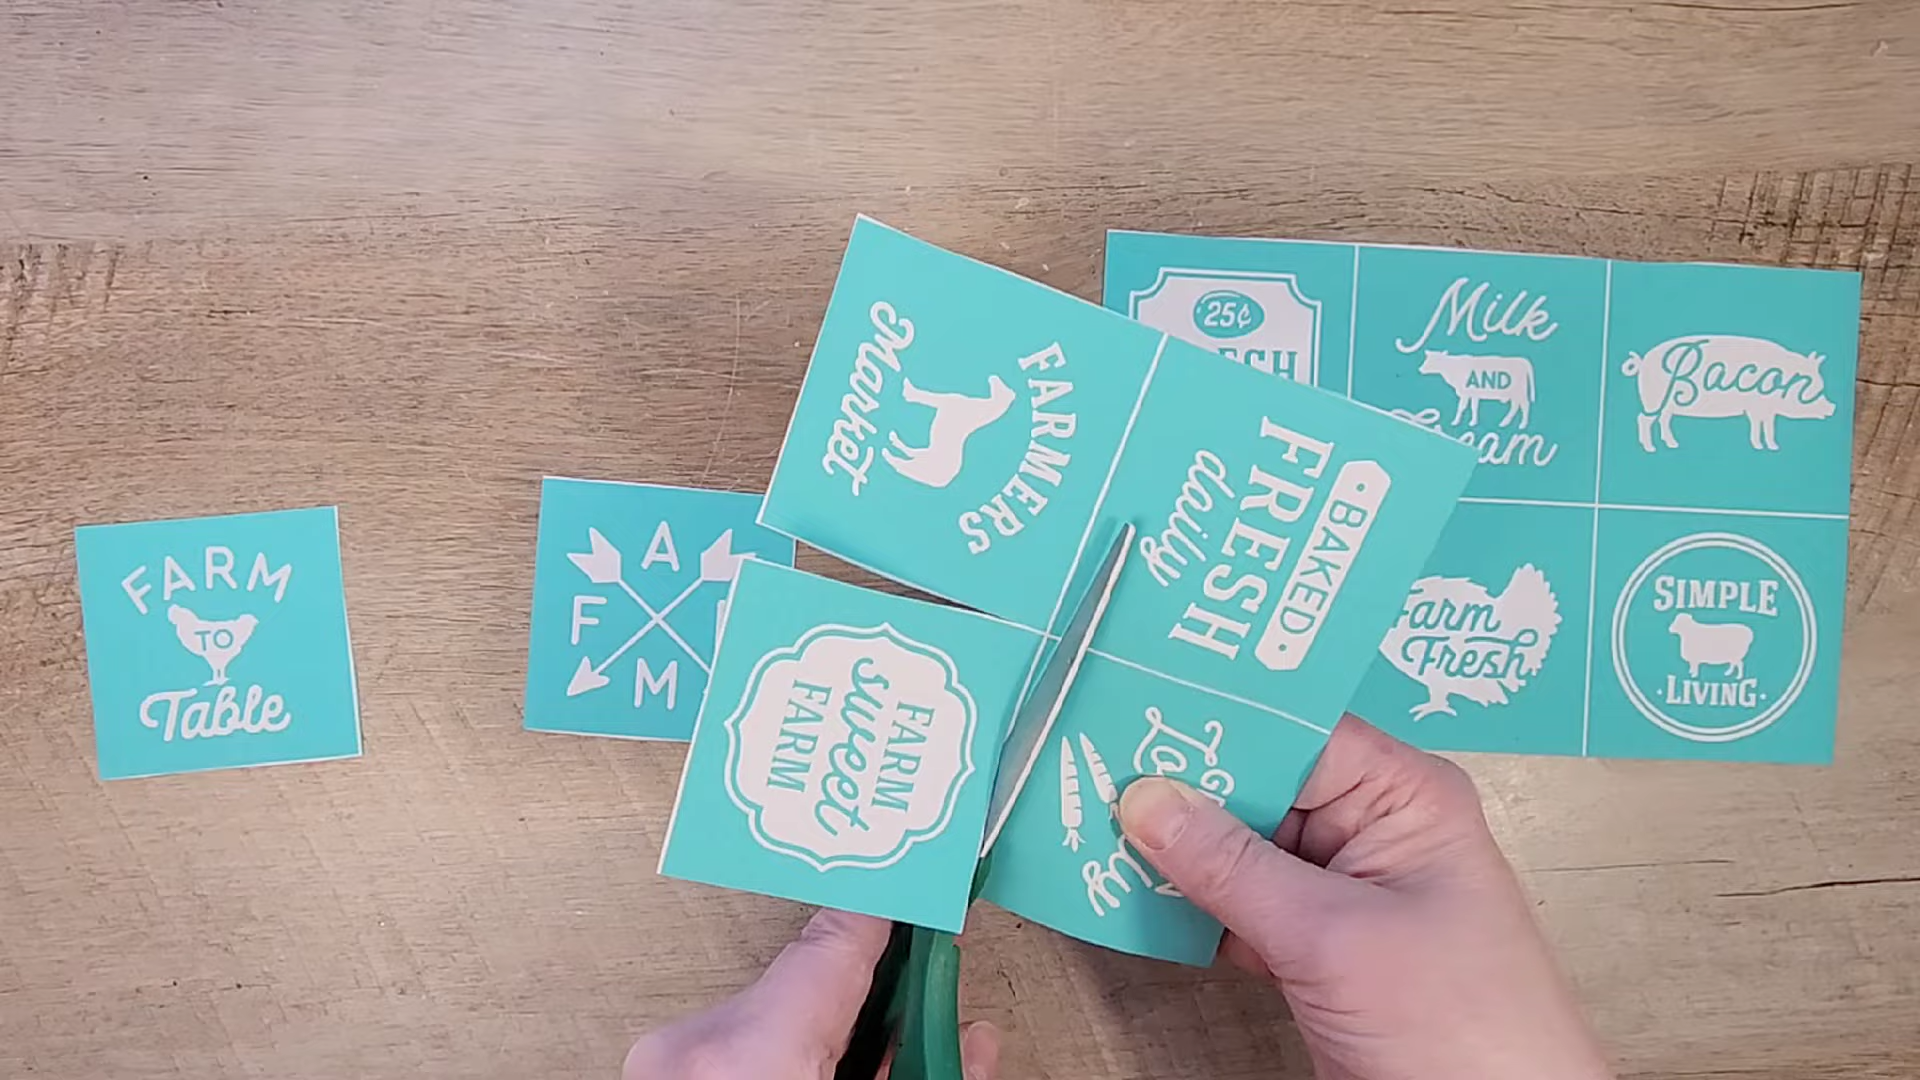 FARM
TO
Table
F A M
FARMERS
Market
BAKED
FRESH
daily
FARM
sweet
FARM
25¢
Milk
AND
Cream
Bacon
Farm
Fresh
SIMPLE
LIVING